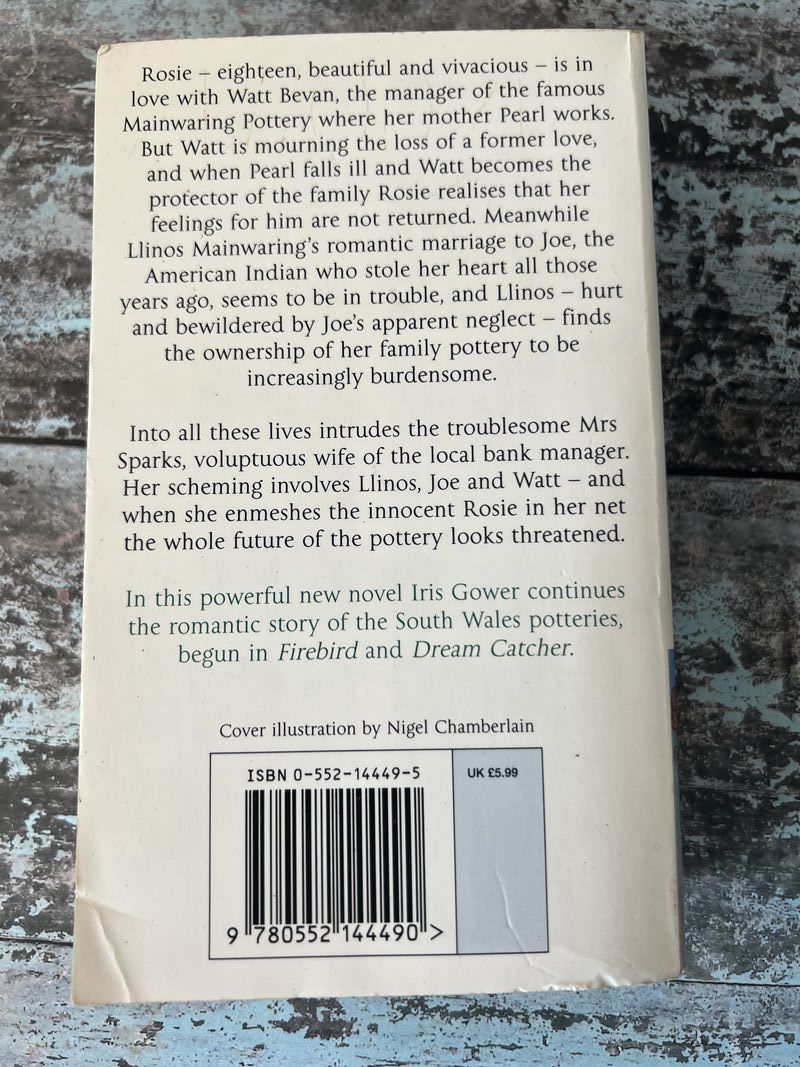 Rosie – eighteen, beautiful and vivacious – is in
love with Watt Bevan, the manager of the famous
Mainwaring Pottery where her mother Pearl works.
But Watt is mourning the loss of a former love,
and when Pearl falls ill and Watt becomes the
protector of the family Rosie realises that her
feelings for him are not returned. Meanwhile
Llinos Mainwaring's romantic marriage to Joe, the
American Indian who stole her heart all those
years ago, seems to be in trouble, and Llinos – hurt
and bewildered by Joe's apparent neglect – finds
the ownership of her family pottery to be
increasingly burdensome.
Into all these lives intrudes the troublesome Mrs
Sparks, voluptuous wife of the local bank manager.
Her scheming involves Llinos, Joe and Watt – and
when she enmeshes the innocent Rosie in her net
the whole future of the pottery looks threatened.
In this powerful new novel Iris Gower continues
the romantic story of the South Wales potteries,
begun in Firebird and Dream Catcher.
Cover illustration by Nigel Chamberlain
ISBN 0-552-14449-5
UK £5.99
9 780552 144490 >